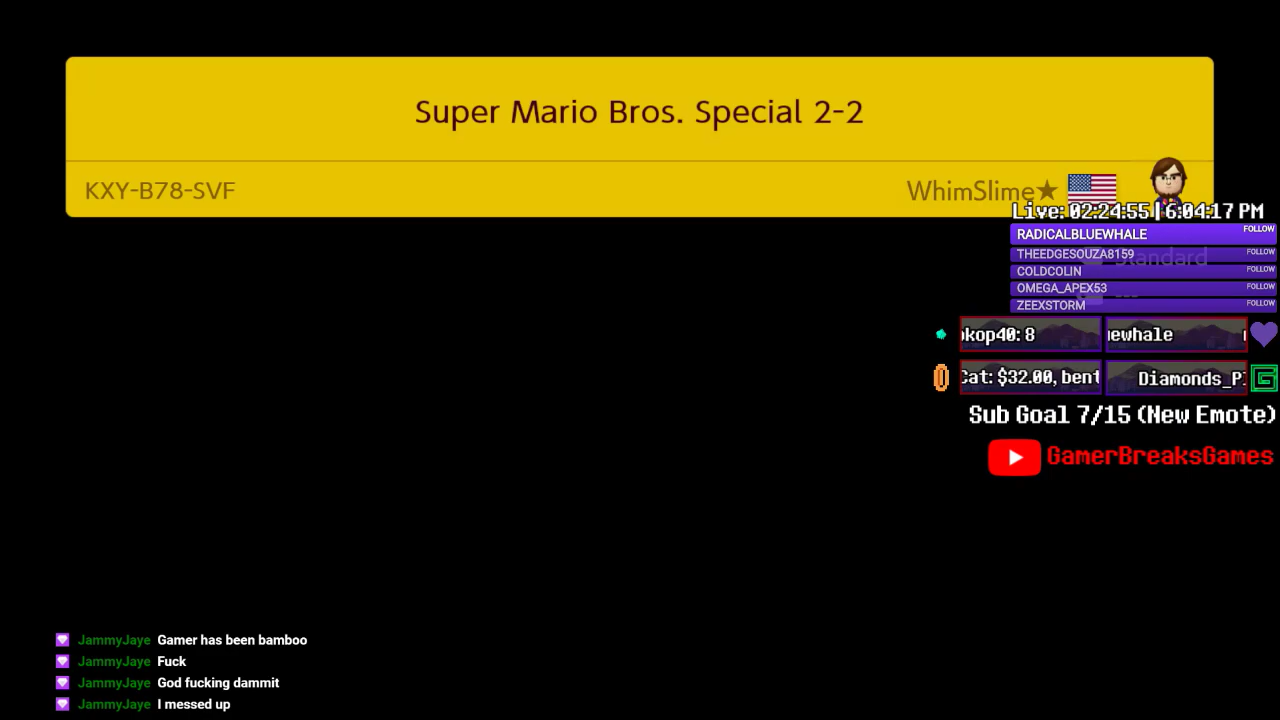 Super Mario Bros. Special 2-2
KXY-B78-SVF
WhimSlime★
Live: 02:24:55 | 6:04:17 PM
RADICALBLUEWHALE FOLLOW
THEEDGESOUZA8159 FOLLOW
Standard
COLDCOLIN FOLLOW
OMEGA_APEX53 FOLLOW
ZEEXSTORM FOLLOW
okop40: 8
ewhale
Cat: $32.00, bent
Diamonds_P
Sub Goal 7/15 (New Emote)
GamerBreaksGames
JammyJaye Gamer has been bamboo
JammyJaye Fuck
JammyJaye God fucking dammit
JammyJaye I messed up